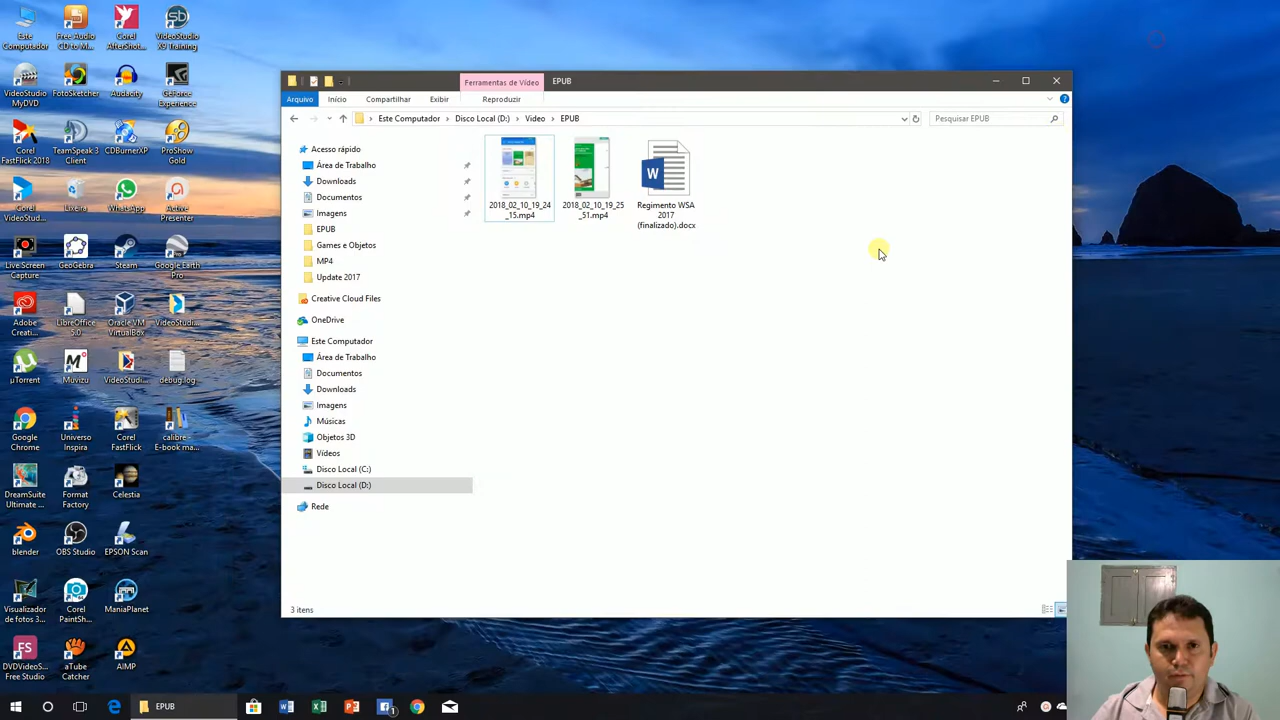 Este
Computador
Free Audio
CD to M...
Corel
AfterShot...
VideoStudio
X9 Training
VideoStudio
MyDVD
FotoSketcher
Audacity
GeForce
Experience
Corel
FastFlick 2018
TeamSpeak 3
Client
CDBurnerXP
ProShow
Gold
Corel
VideoStud...
Lixeira
WhatsApp
Active
Presenter
Live Screen
Capture
GeoGebra
Steam
Google Earth
Pro
Adobe
Creati...
LibreOffice
5.0
Oracle VM
VirtualBox
VideoStudi...
µTorrent
Muvizu
VideoStudi...
debug.log
Google
Chrome
Universo
Inspira
Corel
FastFlick
calibre -
E-book ma...
DreamSuite
Ultimate ...
Format
Factory
Celestia
blender
OBS Studio
EPSON Scan
Visualizador
de fotos 3...
Corel
PaintSh...
ManiaPlanet
DVDVideoS...
Free Studio
aTube
Catcher
AIMP
Ferramentas de Vídeo
EPUB
Arquivo
Início
Compartilhar
Exibir
Reproduzir
Este Computador
Disco Local (D:)
Video
EPUB
Pesquisar EPUB
Acesso rápido
Área de Trabalho
Downloads
Documentos
Imagens
EPUB
Games e Objetos
MP4
Update 2017
Creative Cloud Files
OneDrive
Este Computador
Área de Trabalho
Documentos
Downloads
Imagens
Músicas
Objetos 3D
Vídeos
Disco Local (C:)
Disco Local (D:)
Rede
2018_02_10_19_24
_15.mp4
2018_02_10_19_25
_51.mp4
Regimento WSA
2017
(finalizado).docx
3 itens
EPUB